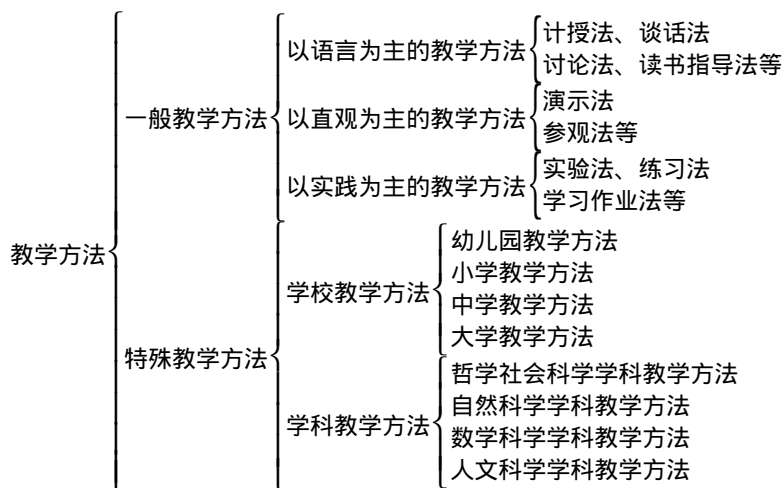 教学方法
一般教学方法
以语言为主的教学方法
计授法、谈话法
讨论法、读书指导法等
以直观为主的教学方法
演示法
参观法等
以实践为主的教学方法
实验法、练习法
学习作业法等
特殊教学方法
学校教学方法
幼儿园教学方法
小学教学方法
中学教学方法
大学教学方法
学科教学方法
哲学社会科学学科教学方法
自然科学学科教学方法
数学科学学科教学方法
人文科学学科教学方法